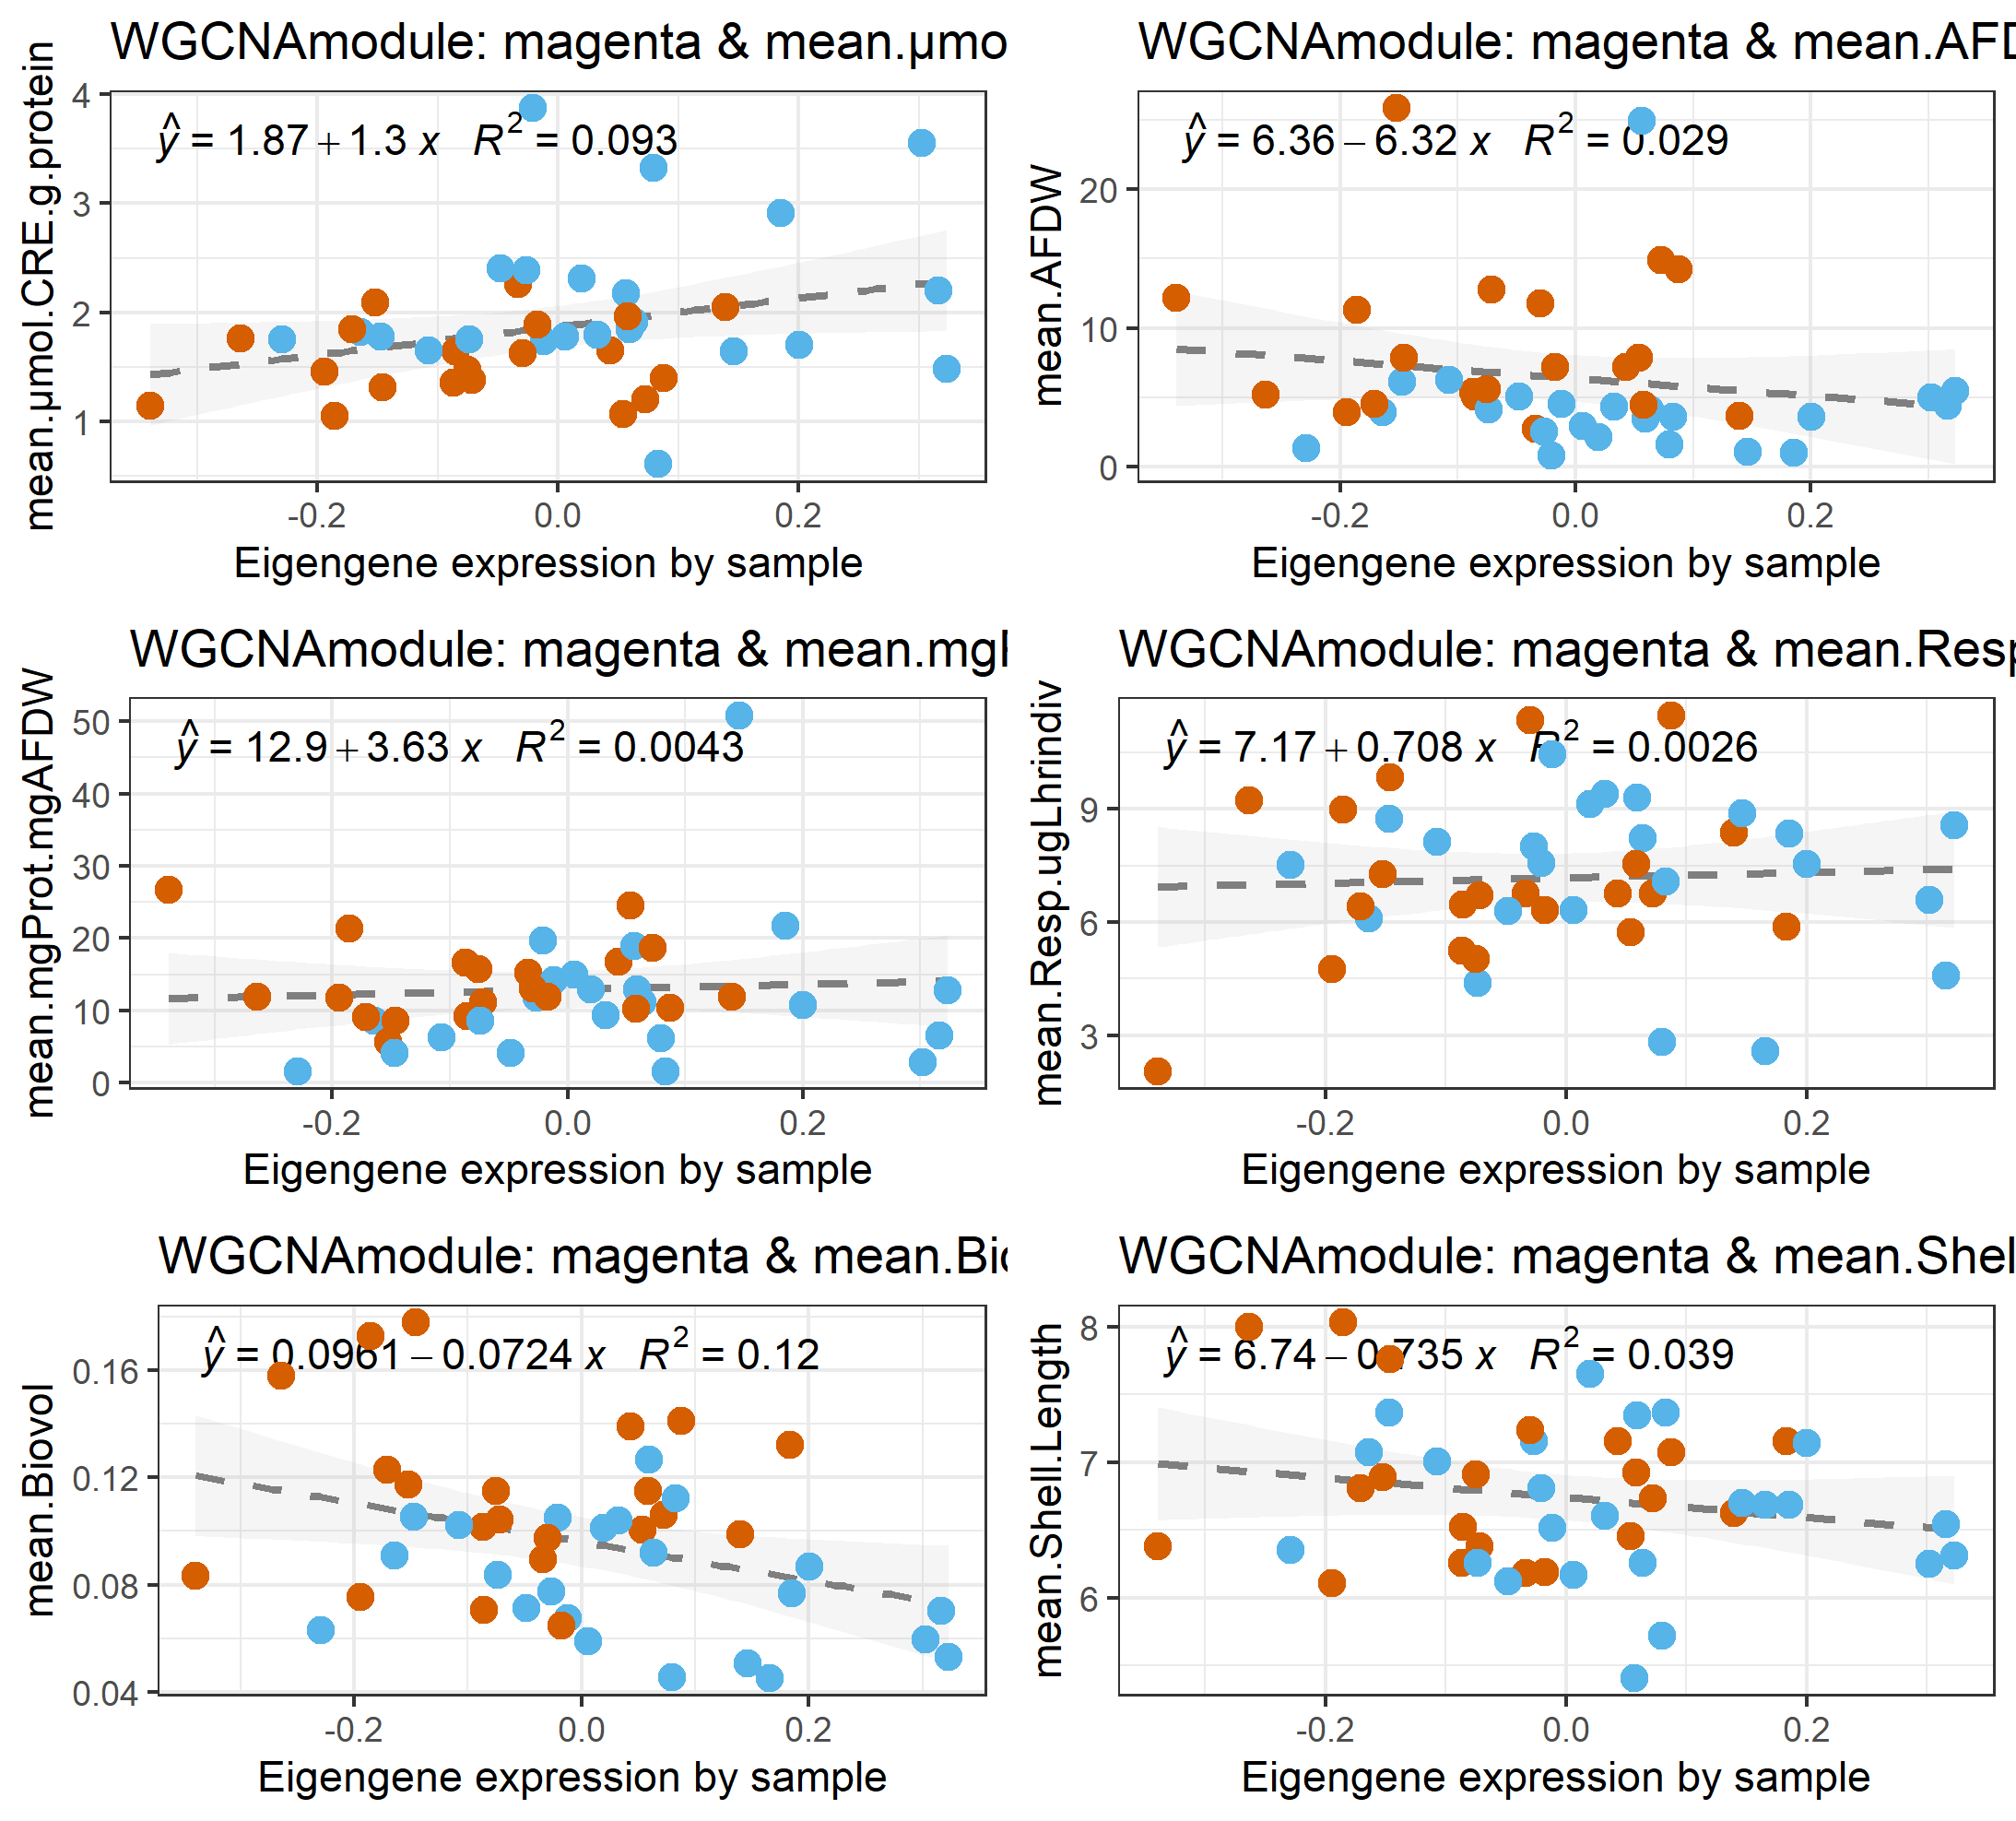 WGCNAmodule: magenta & mean.µmo
ŷ = 1.87 + 1.3 x R² = 0.093
mean.µmol.CRE.g.protein
4
3
2
1
-0.2 0.0 0.2
Eigengene expression by sample
WGCNAmodule: magenta & mean.AFD
ŷ = 6.36 − 6.32 x R² = 0.029
mean.AFDW
20
10
0
-0.2 0.0 0.2
Eigengene expression by sample
WGCNAmodule: magenta & mean.mgP
ŷ = 12.9 + 3.63 x R² = 0.0043
mean.mgProt.mgAFDW
50
40
30
20
10
0
-0.2 0.0 0.2
Eigengene expression by sample
WGCNAmodule: magenta & mean.Resp
ŷ = 7.17 + 0.708 x R² = 0.0026
mean.Resp.ugLhrindiv
9
6
3
-0.2 0.0 0.2
Eigengene expression by sample
WGCNAmodule: magenta & mean.Bio
ŷ = 0.0961 − 0.0724 x R² = 0.12
mean.Biovol
0.16
0.12
0.08
0.04
-0.2 0.0 0.2
Eigengene expression by sample
WGCNAmodule: magenta & mean.Shel
ŷ = 6.74 − 0.735 x R² = 0.039
mean.Shell.Length
8
7
6
-0.2 0.0 0.2
Eigengene expression by sample